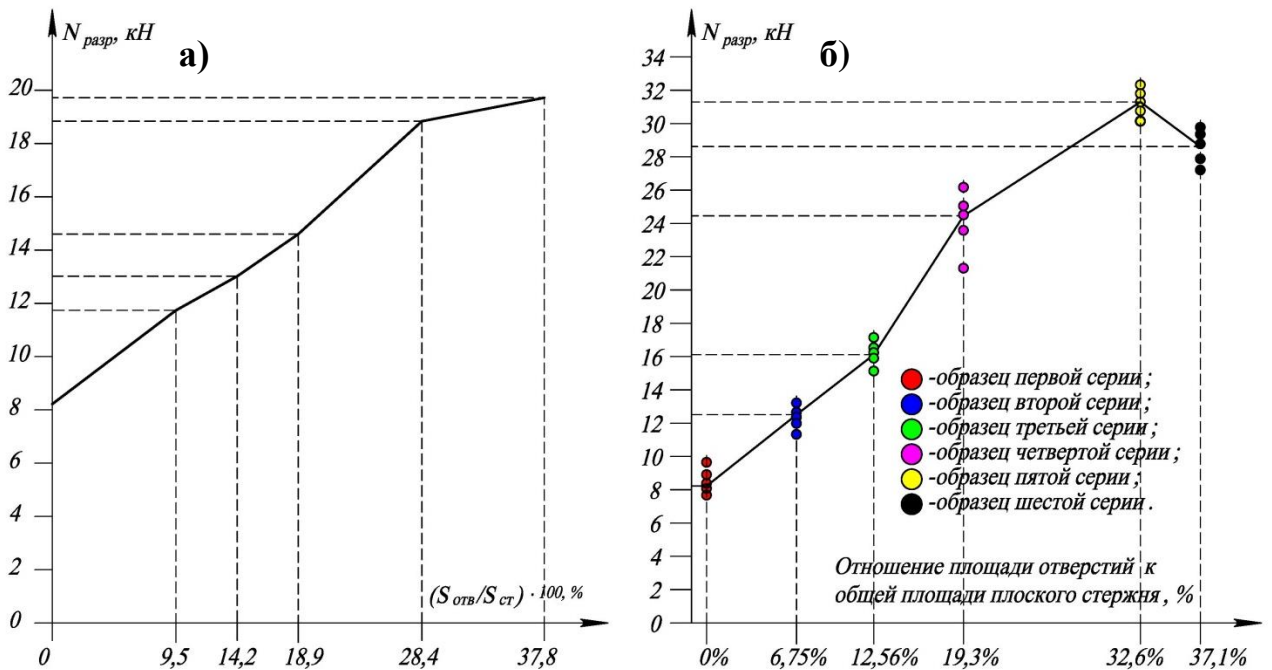 N разр, кН
а)
20
18
16
14
12
10
8
6
4
2
0
(S отв/S ст) · 100, %
0 9,5 14,2 18,9 28,4 37,8
N разр, кН
б)
34
32
30
28
26
24
22
20
18
16
14
12
10
8
6
4
2
0
-образец первой серии;
-образец второй серии;
-образец третьей серии;
-образец четвертой серии;
-образец пятой серии;
-образец шестой серии.
Отношение площади отверстий к
общей площади плоского стержня, %
0% 6,75% 12,56% 19,3% 32,6% 37,1%